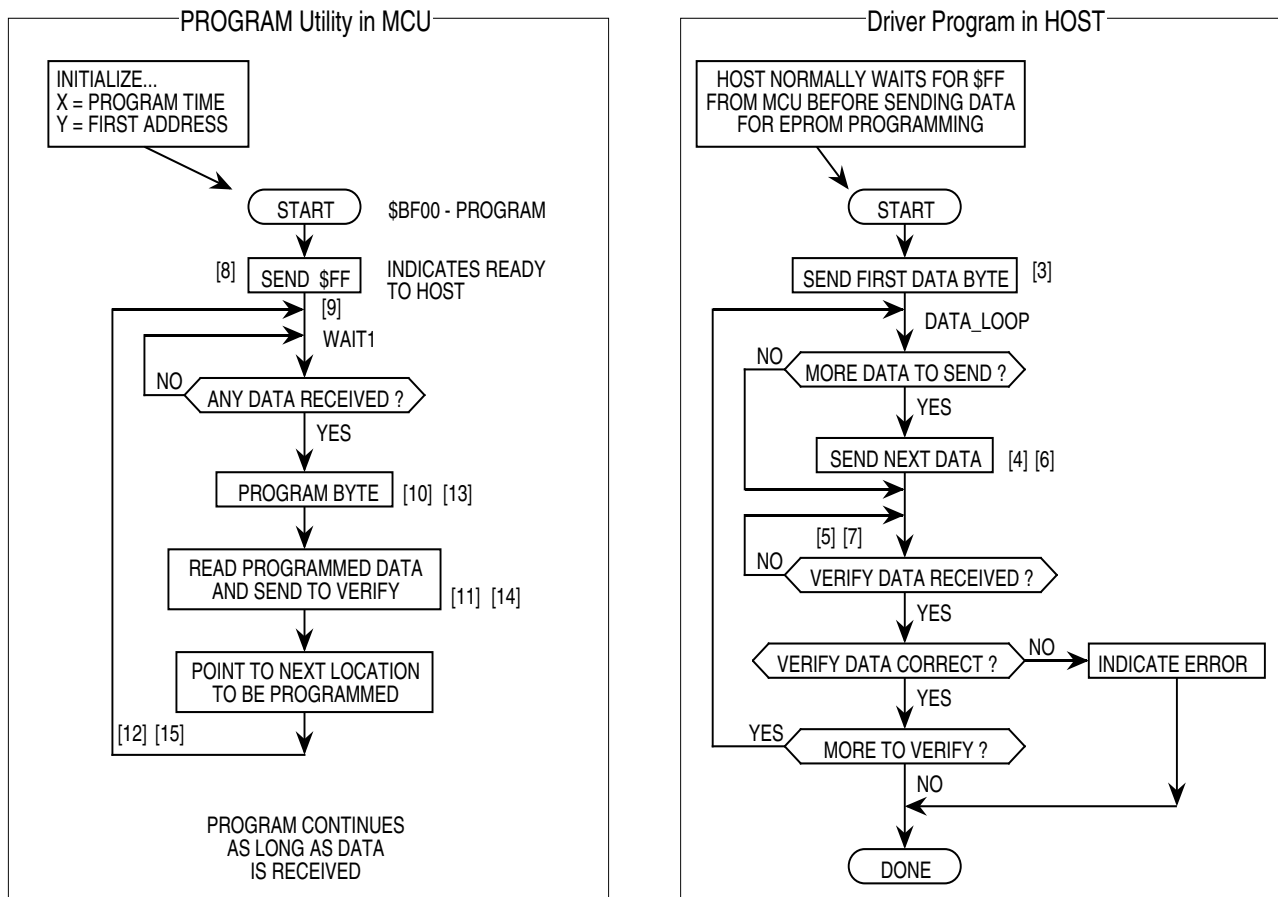 PROGRAM Utility in MCU
INITIALIZE...
X = PROGRAM TIME
Y = FIRST ADDRESS
START
$BF00 - PROGRAM
[8]
SEND $FF
INDICATES READY
TO HOST
[9]
WAIT1
NO
ANY DATA RECEIVED ?
YES
PROGRAM BYTE
[10] [13]
READ PROGRAMMED DATA
AND SEND TO VERIFY
[11] [14]
POINT TO NEXT LOCATION
TO BE PROGRAMMED
[12] [15]
PROGRAM CONTINUES
AS LONG AS DATA
IS RECEIVED
Driver Program in HOST
HOST NORMALLY WAITS FOR $FF
FROM MCU BEFORE SENDING DATA
FOR EPROM PROGRAMMING
START
SEND FIRST DATA BYTE
[3]
DATA_LOOP
NO
MORE DATA TO SEND ?
YES
SEND NEXT DATA
[4] [6]
[5] [7]
NO
VERIFY DATA RECEIVED ?
YES
VERIFY DATA CORRECT ?
NO
INDICATE ERROR
YES
YES
MORE TO VERIFY ?
NO
DONE